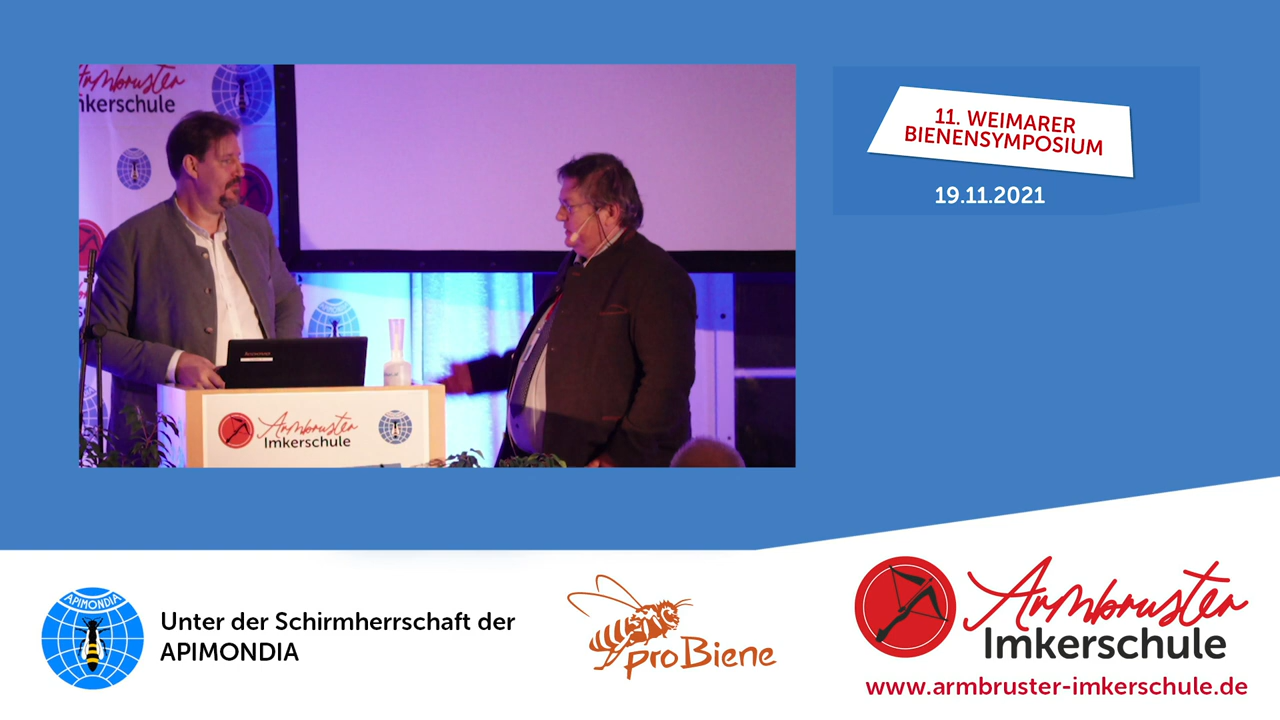 Armbruster
Imkerschule
11. WEIMARER
BIENENSYMPOSIUM
19.11.2021
Armbruster
Imkerschule
APIMONDIA
Unter der Schirmherrschaft der
APIMONDIA
proBiene
Armbruster
Imkerschule
www.armbruster-imkerschule.de